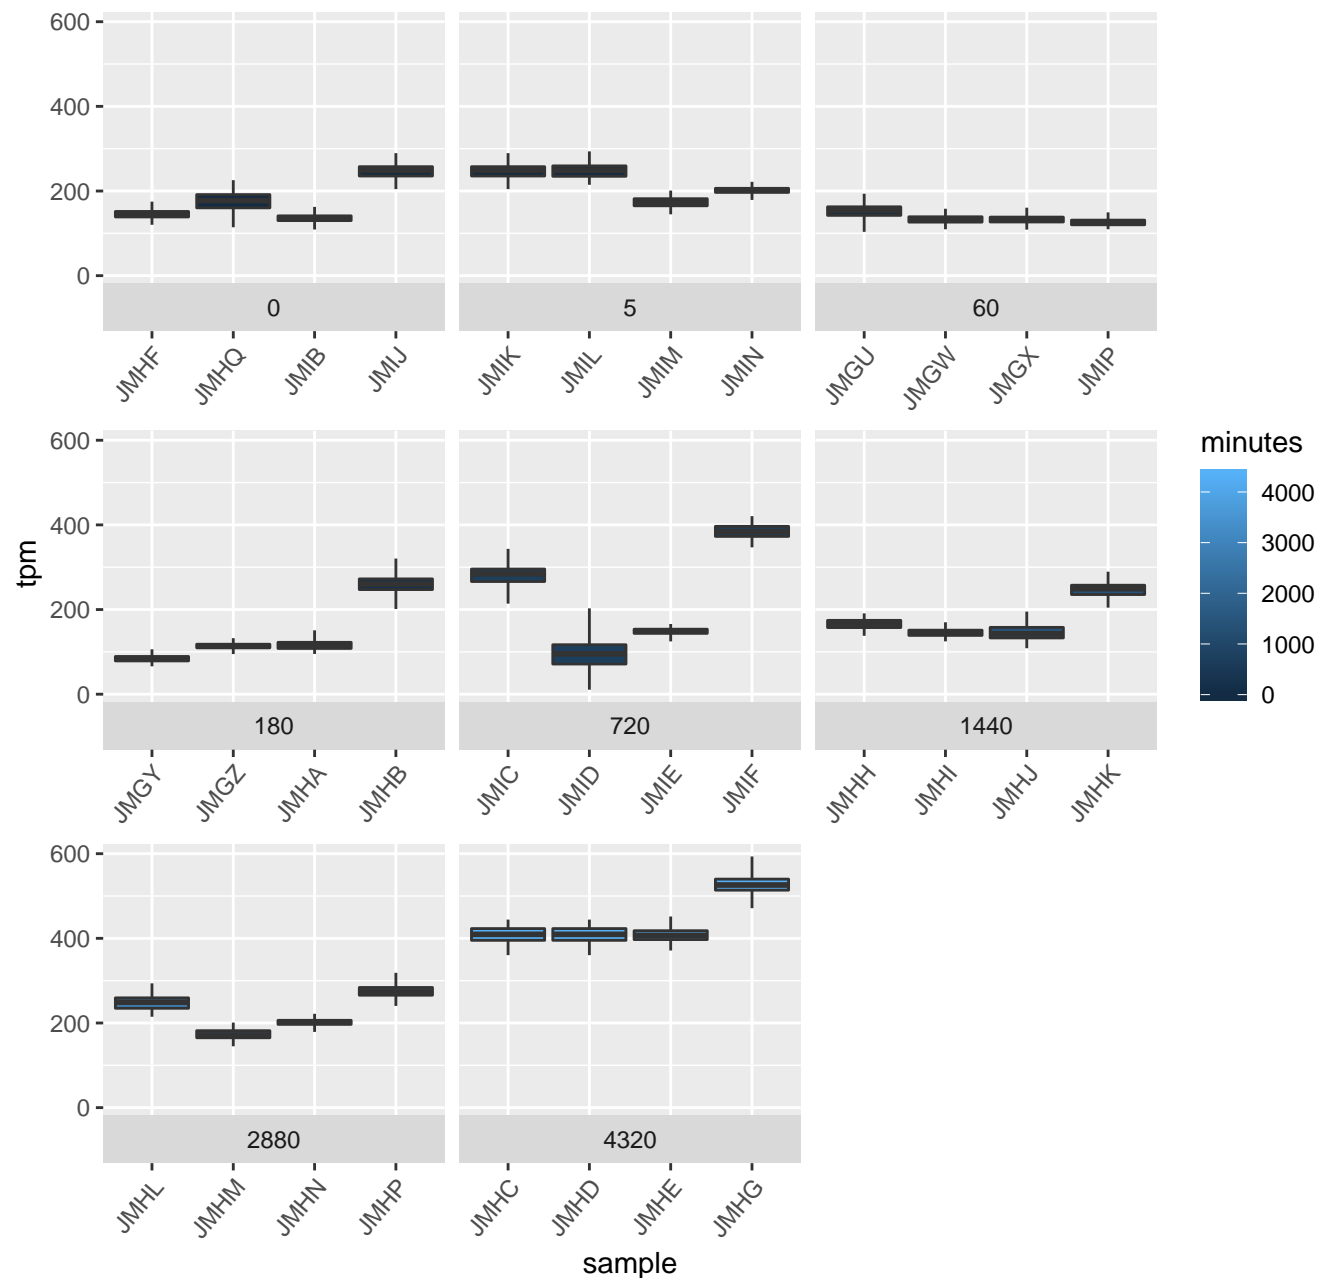 600
400
200
0
0
5
60
JMHF
JMHQ
JMIB
JMIJ
JMIK
JMIL
JMIM
JMIN
JMGU
JMGW
JMGX
JMIP
tpm
600
400
200
0
180
720
1440
JMGY
JMGZ
JMHA
JMHB
JMIC
JMID
JMIE
JMIF
JMHH
JMHI
JMHJ
JMHK
600
400
200
0
2880
4320
JMHL
JMHM
JMHN
JMHP
JMHC
JMHD
JMHE
JMHG
sample
minutes
4000
3000
2000
1000
0